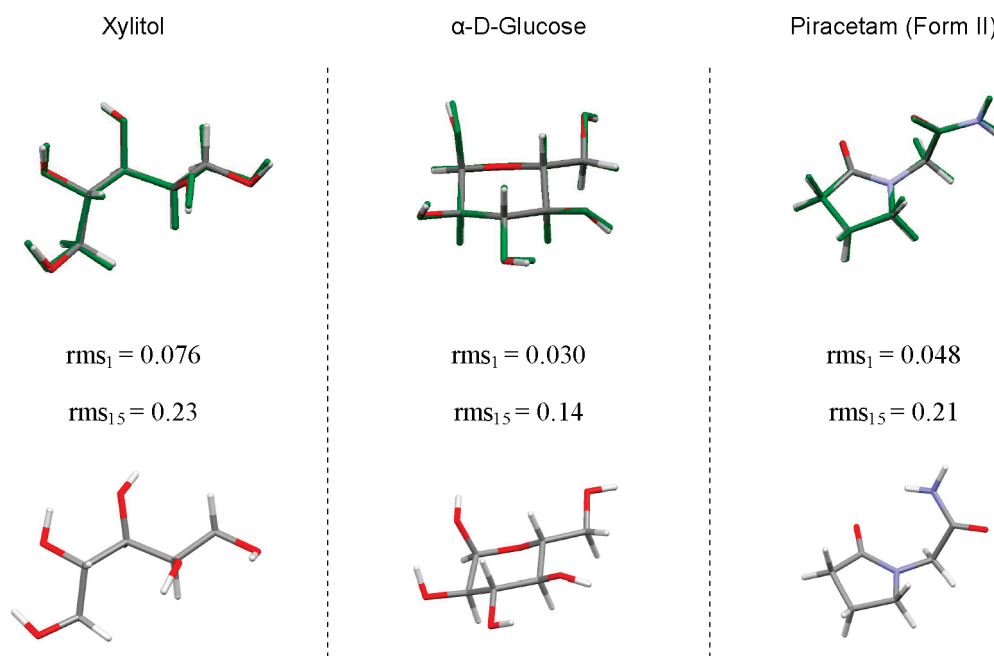 Xylitol
α-D-Glucose
Piracetam (Form II)
rms₁ = 0.076
rms₁ = 0.030
rms₁ = 0.048
rms₁₅ = 0.23
rms₁₅ = 0.14
rms₁₅ = 0.21